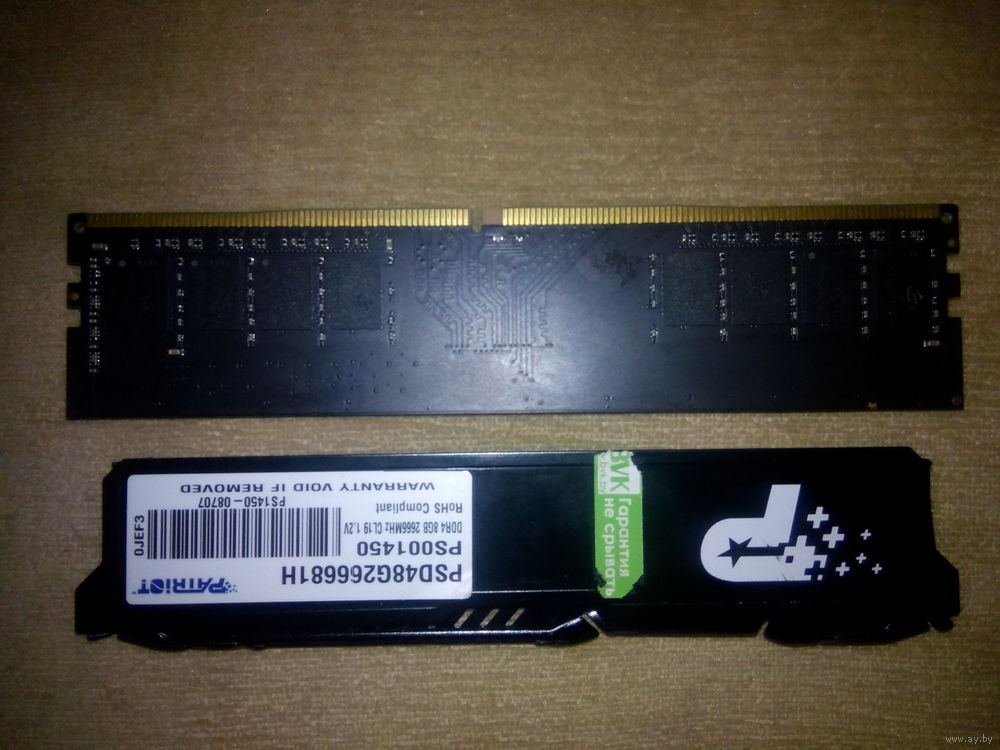 PATRIOT
PSD48G266681H
PS001450
DDR4 8GB 2666MHz CL19 1.2V
RoHS Compliant
0JEF3
PS1450-08707
WARRANTY VOID IF REMOVED
BVK
Гарантия
не срывать
www.ay.by